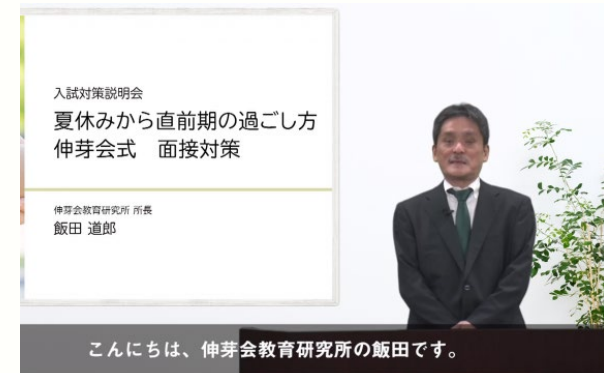 入試対策説明会
夏休みから直前期の過ごし方
伸芽会式　面接対策
伸芽会教育研究所 所長
飯田 道郎
こんにちは、伸芽会教育研究所の飯田です。